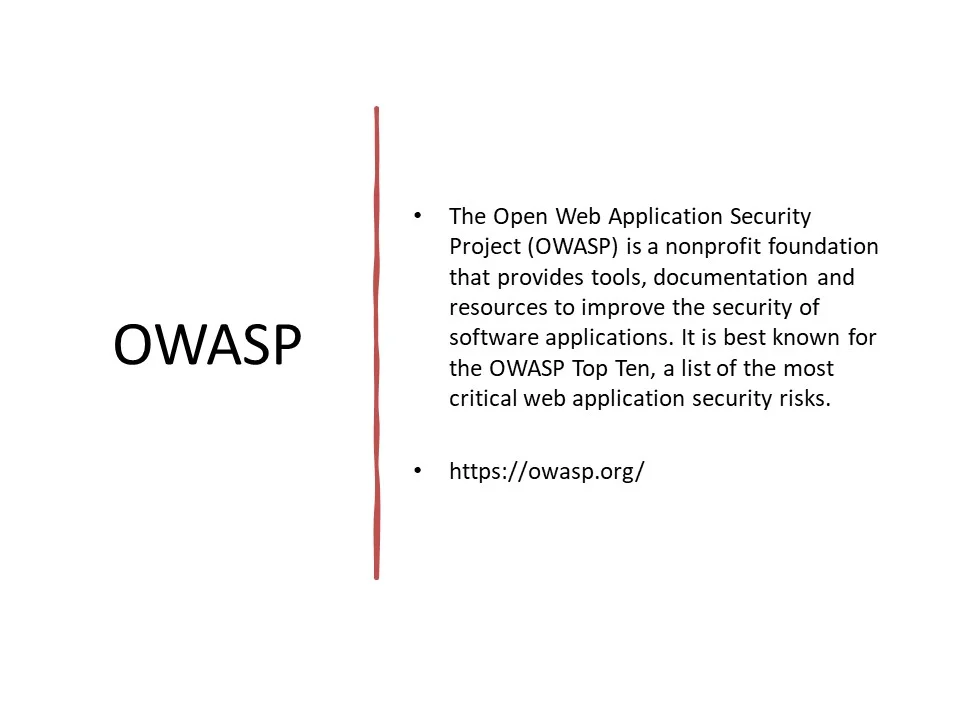 OWASP
• The Open Web Application Security
Project (OWASP) is a nonprofit foundation
that provides tools, documentation and
resources to improve the security of
software applications. It is best known for
the OWASP Top Ten, a list of the most
critical web application security risks.
• https://owasp.org/